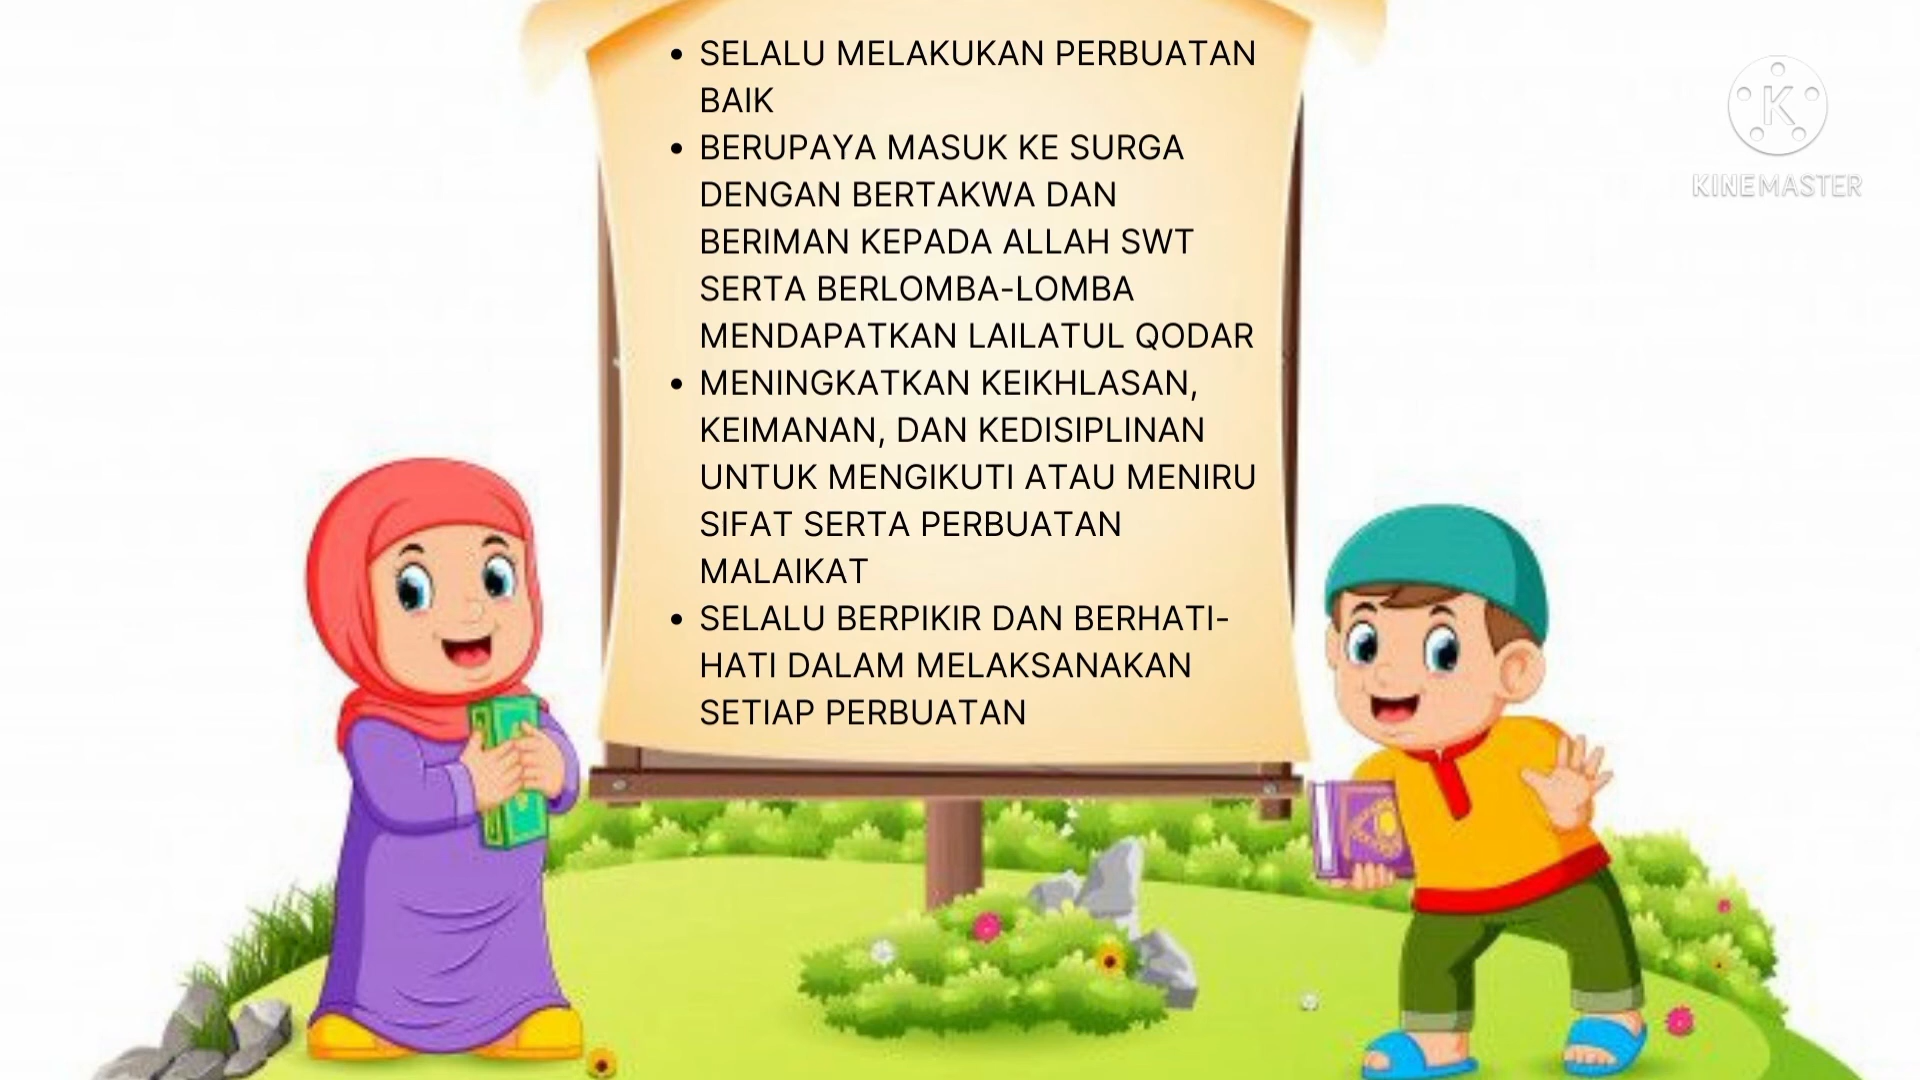 • SELALU MELAKUKAN PERBUATAN
BAIK
• BERUPAYA MASUK KE SURGA
DENGAN BERTAKWA DAN
BERIMAN KEPADA ALLAH SWT
SERTA BERLOMBA-LOMBA
MENDAPATKAN LAILATUL QODAR
• MENINGKATKAN KEIKHLASAN,
KEIMANAN, DAN KEDISIPLINAN
UNTUK MENGIKUTI ATAU MENIRU
SIFAT SERTA PERBUATAN
MALAIKAT
• SELALU BERPIKIR DAN BERHATI-
HATI DALAM MELAKSANAKAN
SETIAP PERBUATAN
K
KINEMASTER